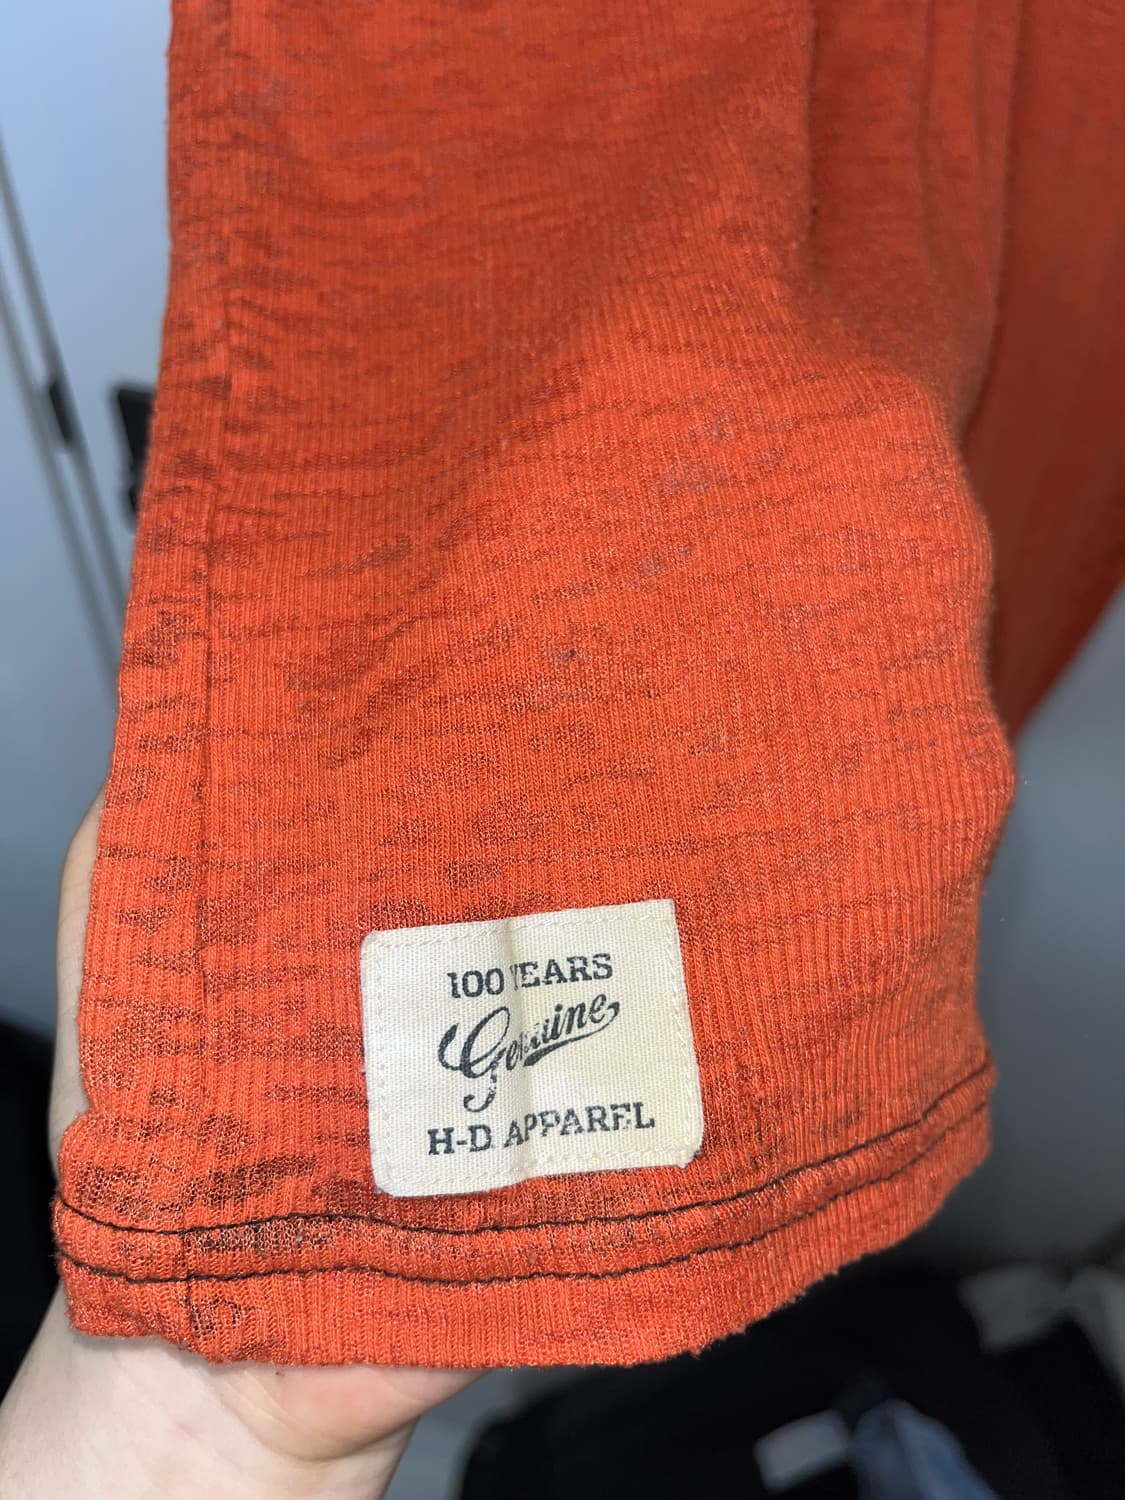 100 YEARS
Genuine
H-D APPAREL